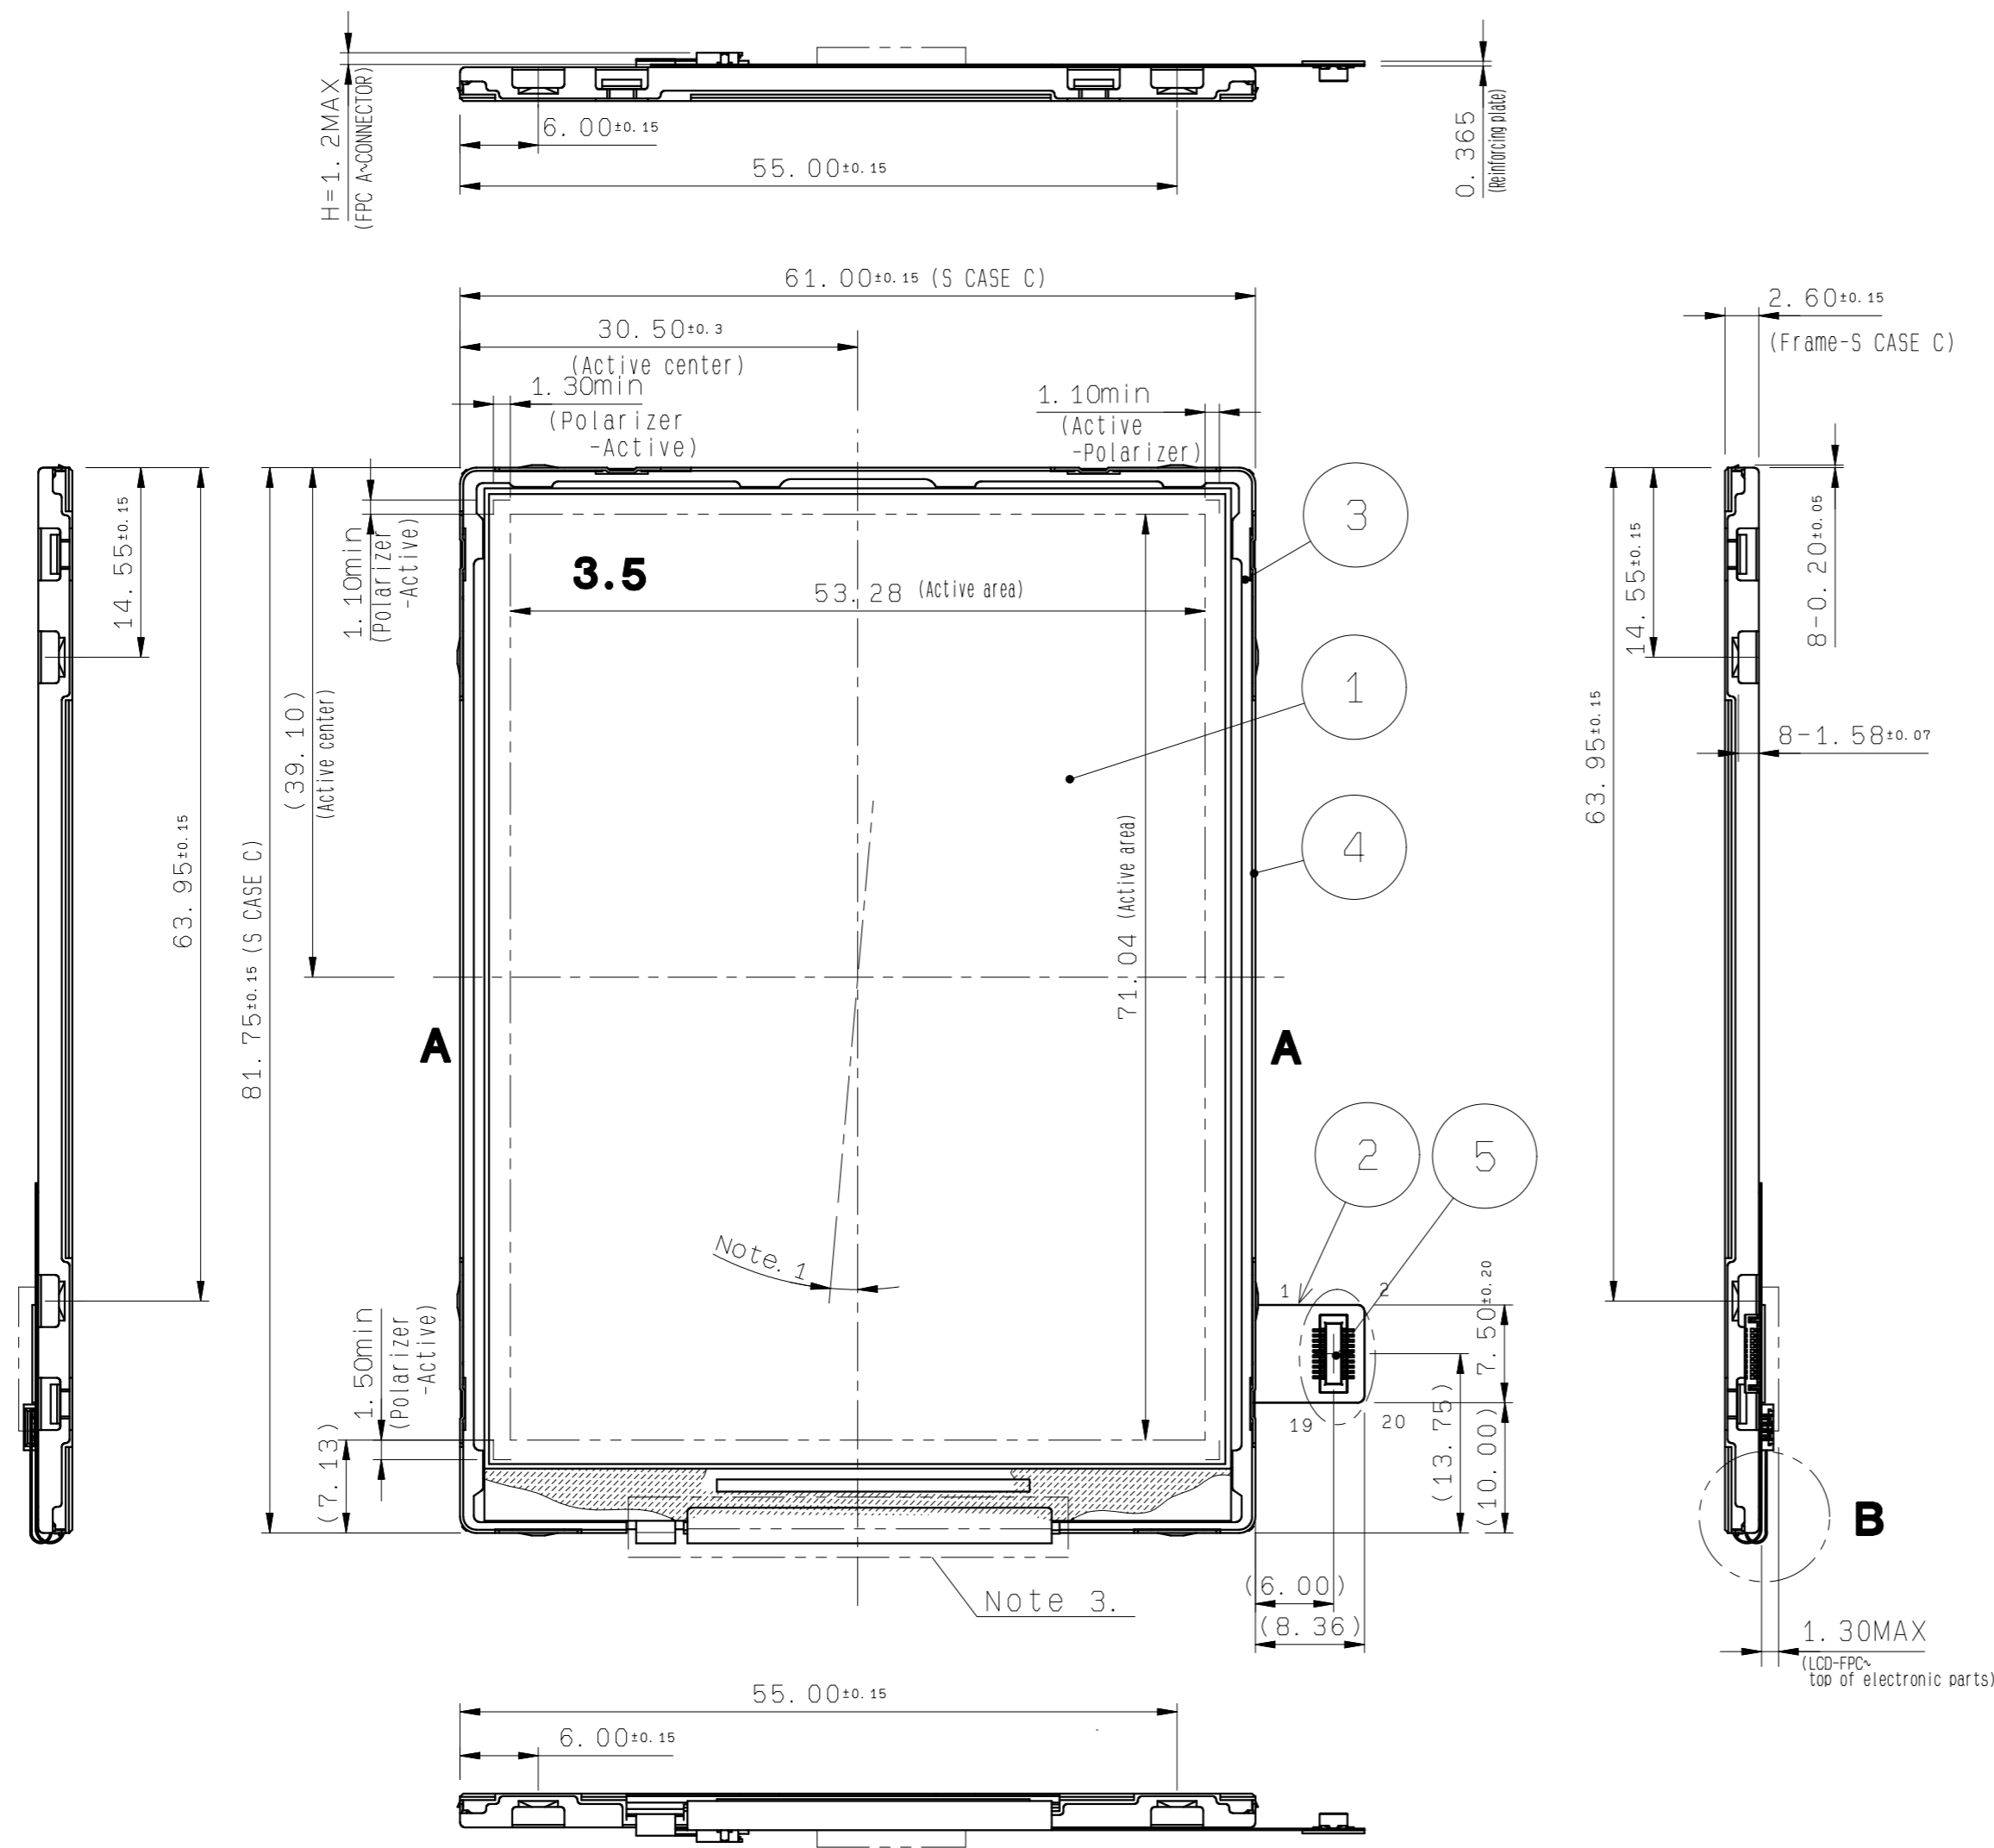 H=1.2MAX
(FPC A~CONNECTOR)
6.00±0.15
55.00±0.15
0.365
(Reinforcing plate)
61.00±0.15 (S CASE C)
30.50±0.3
(Active center)
1.30min
(Polarizer
-Active)
1.10min
(Active
-Polarizer)
2.60±0.15
(Frame-S CASE C)
14.55±0.15
63.95±0.15
81.75±0.15 (S CASE C)
(39.10)
(Active center)
1.10min
(Polarizer
-Active)
3.5
53.28 (Active area)
71.04 (Active area)
3
1
4
A
A
2
5
Note.1
1.50min
(Polarizer
-Active)
(7.13)
1
2
19
20
7.50±0.20
(13.75)
(10.00)
(6.00)
(8.36)
Note 3.
63.95±0.15
14.55±0.15
8-0.20±0.05
8-1.58±0.07
B
1.30MAX
(LCD-FPC~
top of electronic parts)
55.00±0.15
6.00±0.15